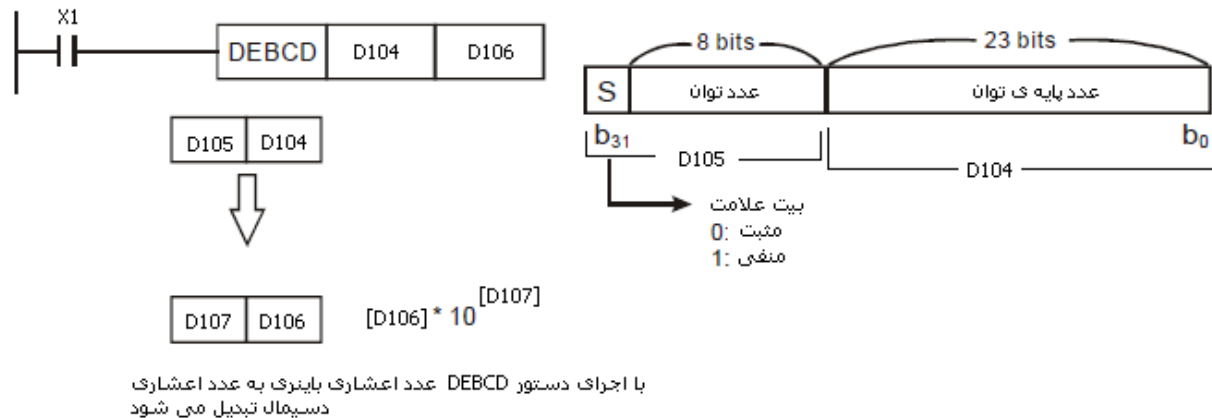 X1
DEBCD D104 D106
8 bits 23 bits
S عدد توان عدد پایه ی توان
b31 b0
D105 D104
D105 D104
بیت علامت
0: مثبت
1: منفی
D107 D106 [D106] * 10 [D107]
با اجرای دستور DEBCD عدد اعشاری باینری به عدد اعشاری
دسیمال تبدیل می شود